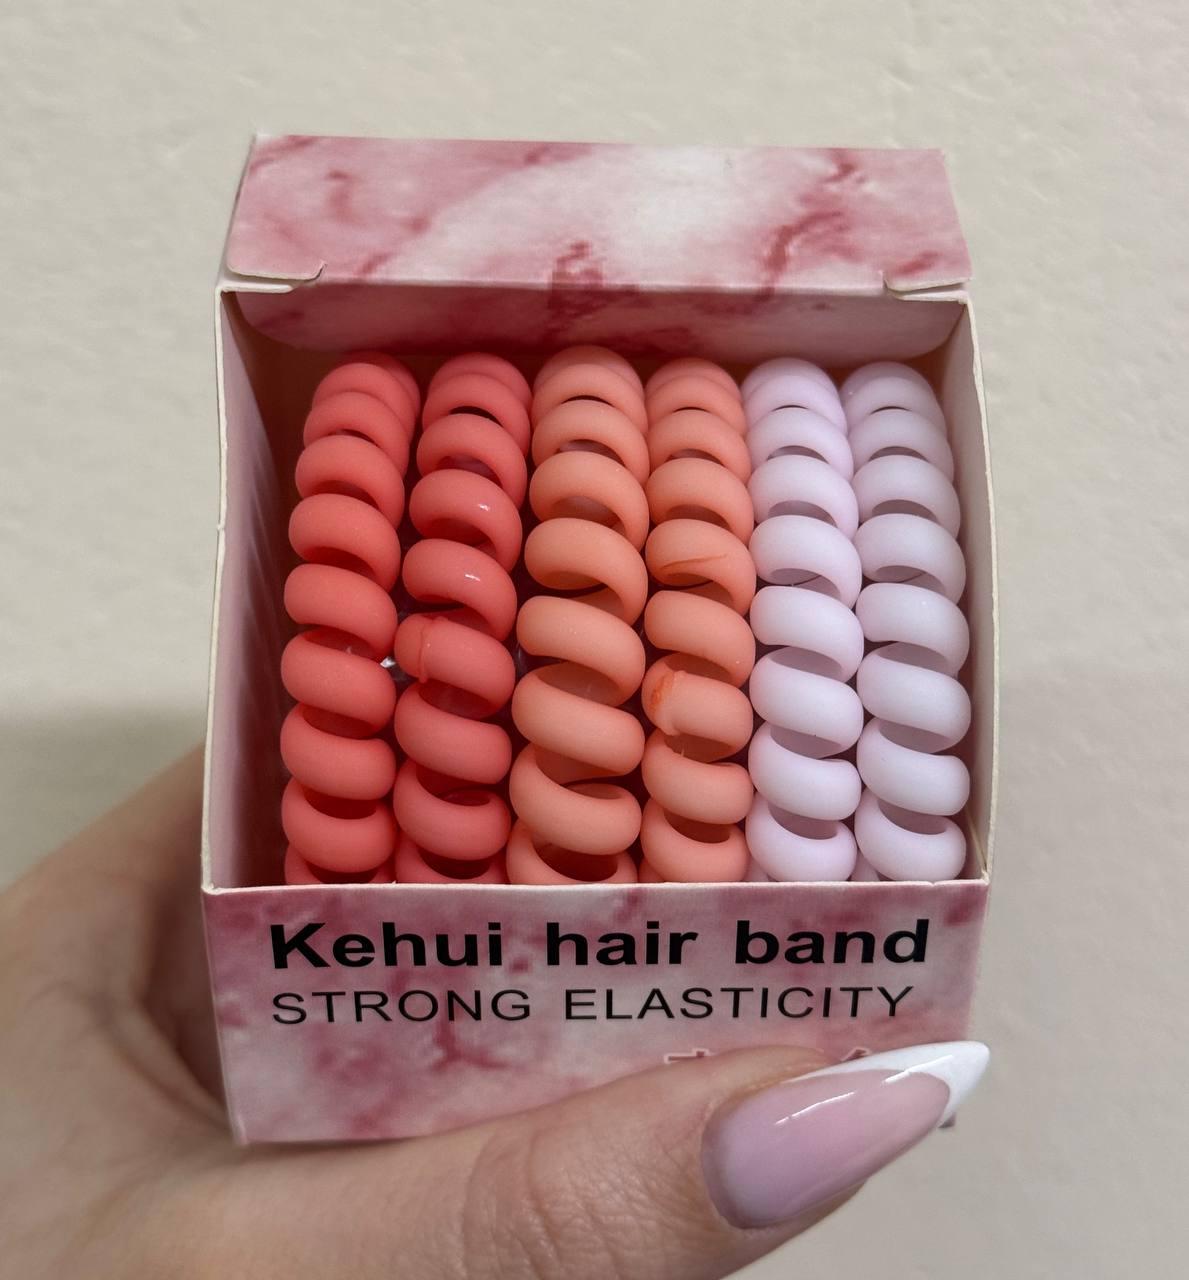 Kehui hair band
STRONG ELASTICITY